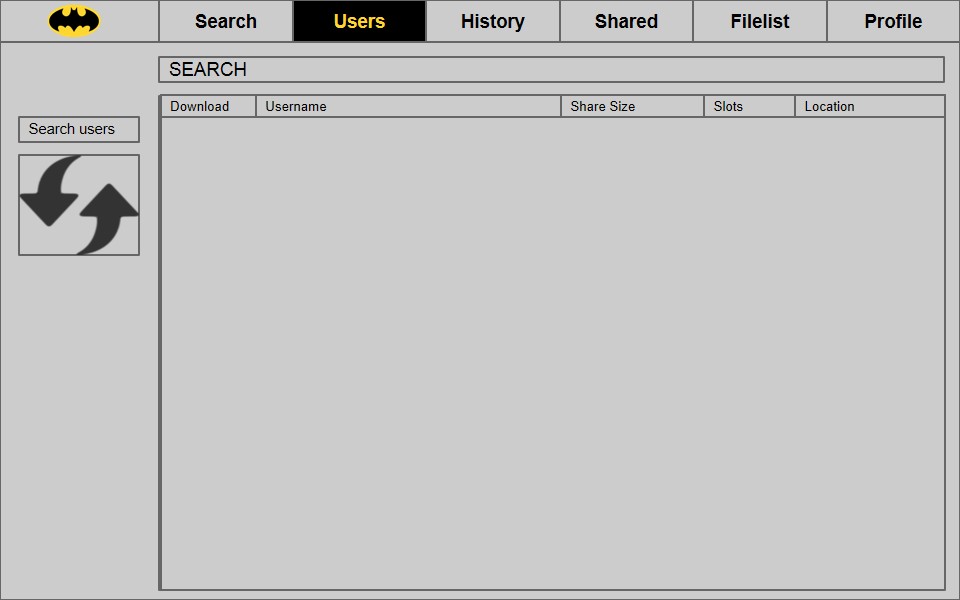 Search Users History Shared Filelist Profile
SEARCH
Download Username Share Size Slots Location
Search users